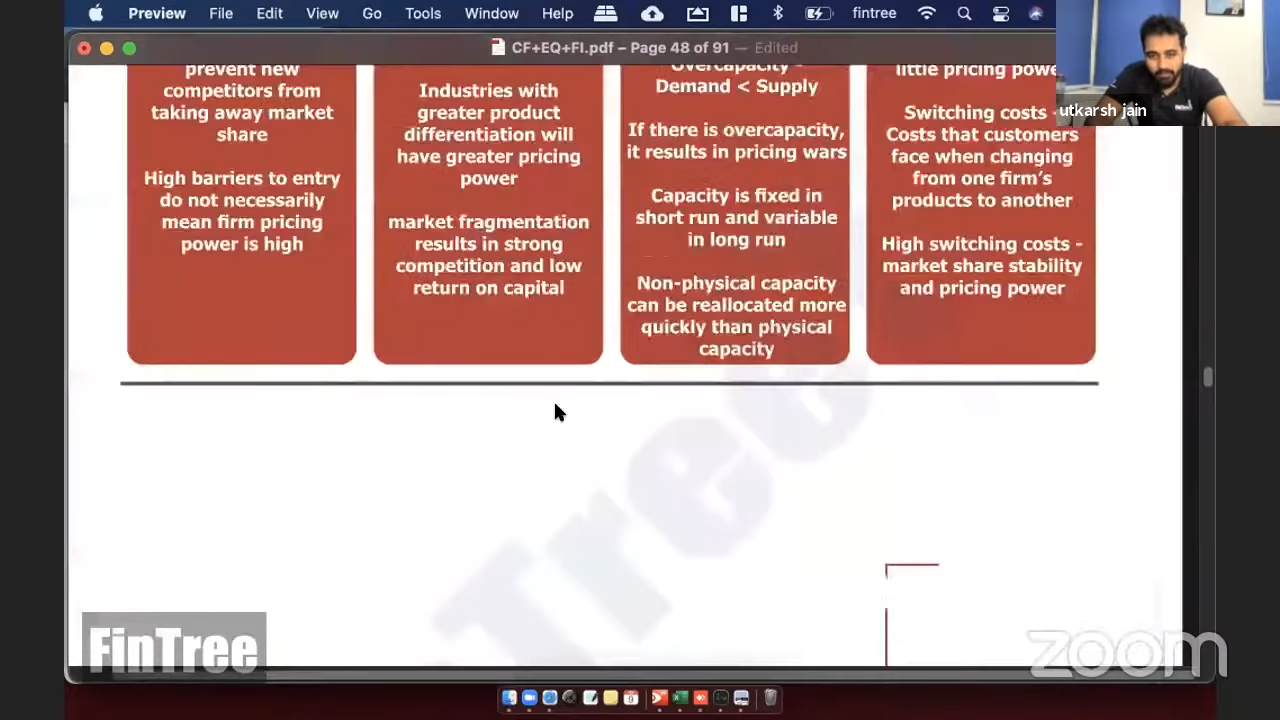 Preview File Edit View Go Tools Window Help fintree
CF+EQ+FI.pdf – Page 48 of 91 — Edited
utkarsh jain
prevent new
competitors from
taking away market
share
High barriers to entry
do not necessarily
mean firm pricing
power is high
Industries with
greater product
differentiation will
have greater pricing
power
market fragmentation
results in strong
competition and low
return on capital
Overcapacity -
Demand < Supply
If there is overcapacity,
it results in pricing wars
Capacity is fixed in
short run and variable
in long run
Non-physical capacity
can be reallocated more
quickly than physical
capacity
little pricing power
Switching costs -
Costs that customers
face when changing
from one firm's
products to another
High switching costs -
market share stability
and pricing power
Tree
FinTree
zoom